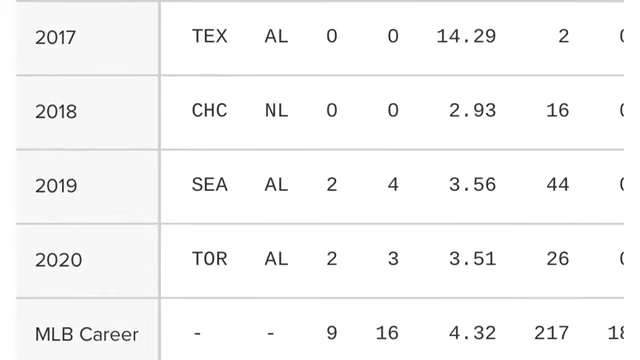 2017 TEX AL 0 0 14.29 2
2018 CHC NL 0 0 2.93 16
2019 SEA AL 2 4 3.56 44
2020 TOR AL 2 3 3.51 26
MLB Career - - 9 16 4.32 217